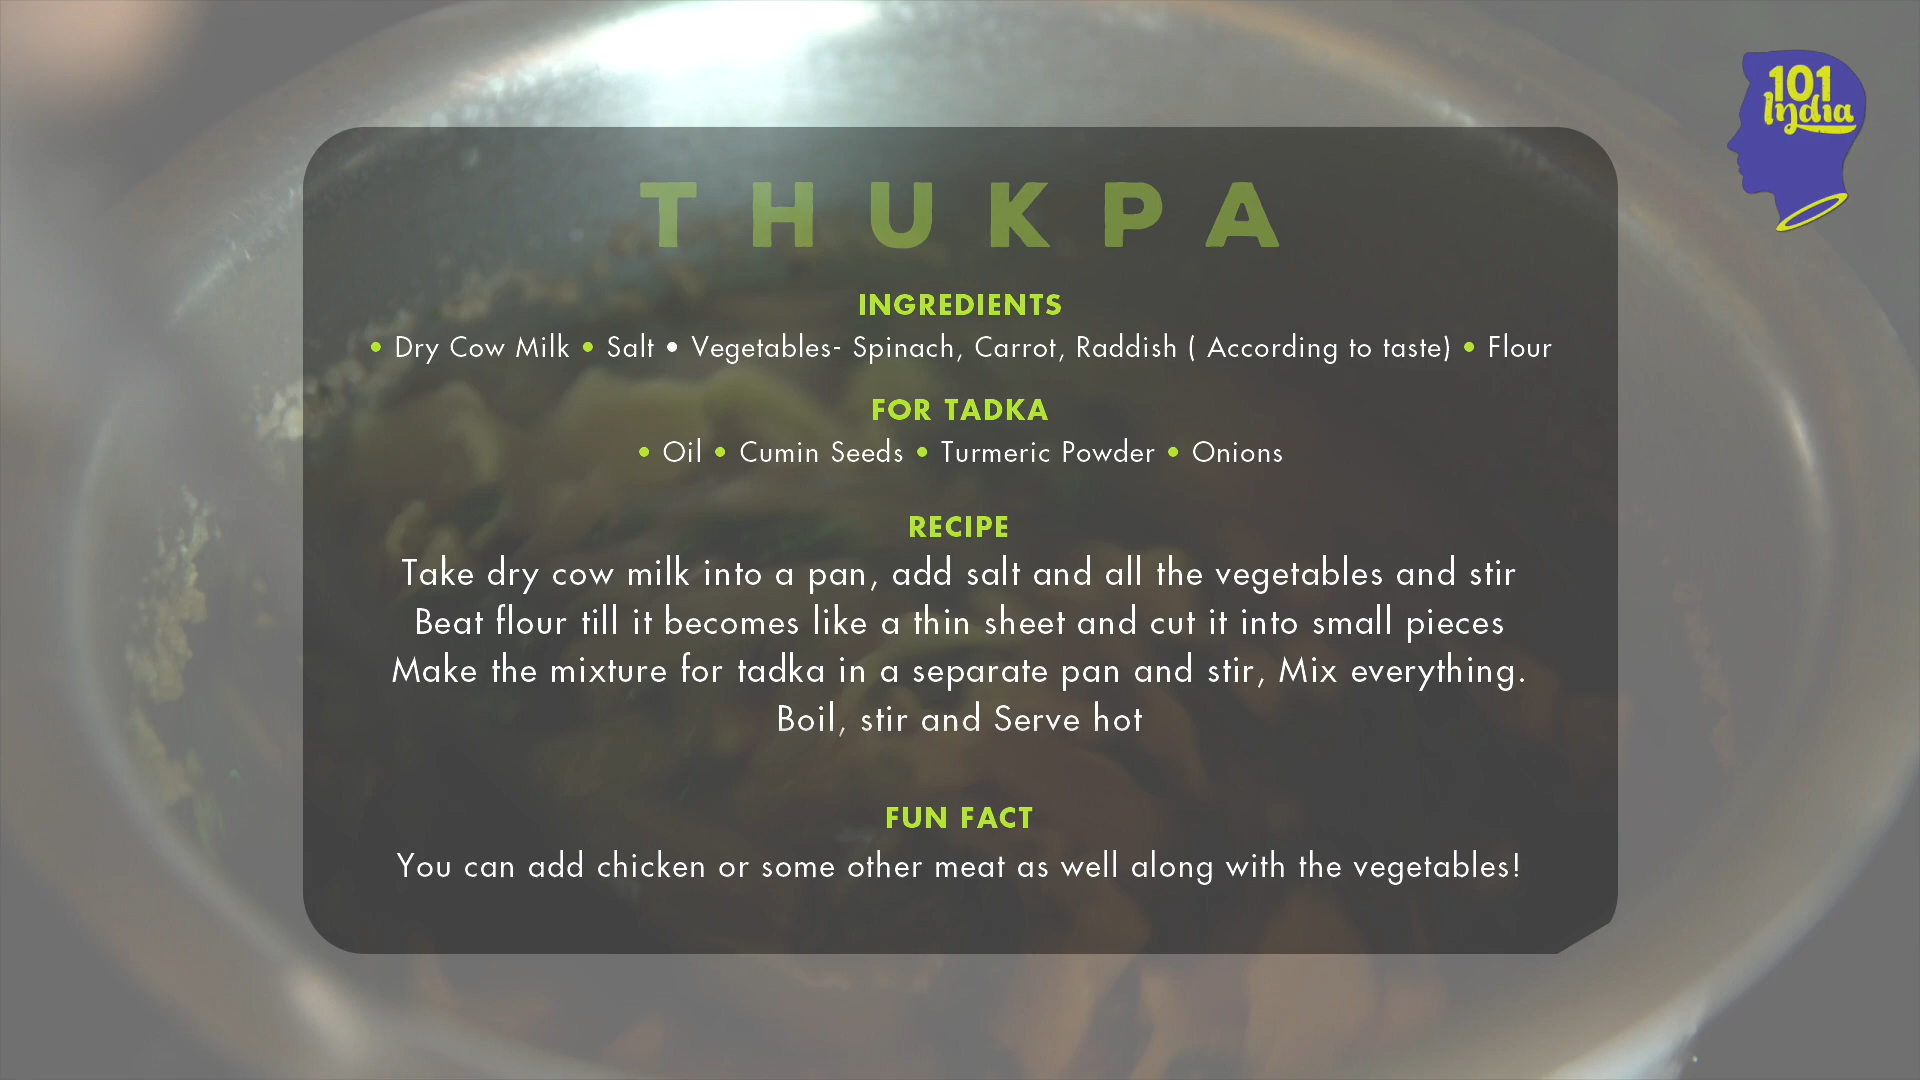 101
India
THUKPA
INGREDIENTS
• Dry Cow Milk • Salt • Vegetables- Spinach, Carrot, Raddish ( According to taste) • Flour
FOR TADKA
• Oil • Cumin Seeds • Turmeric Powder • Onions
RECIPE
Take dry cow milk into a pan, add salt and all the vegetables and stir
Beat flour till it becomes like a thin sheet and cut it into small pieces
Make the mixture for tadka in a separate pan and stir, Mix everything.
Boil, stir and Serve hot
FUN FACT
You can add chicken or some other meat as well along with the vegetables!